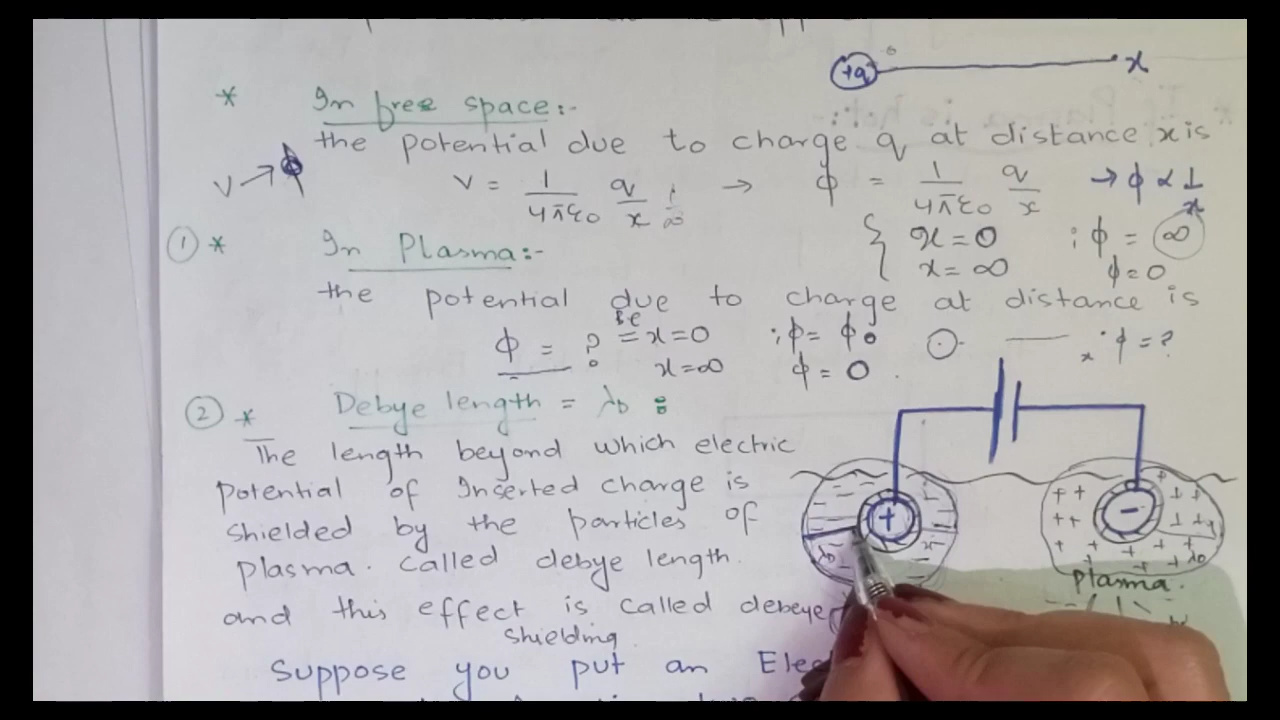 +q x
* In free space:-
the potential due to charge q at distance x is
V → ϕ V = 1/4πε0 q/x 1/∞ → ϕ = 1/4πε0 q/x → ϕ ∝ 1/x
x = 0 ; ϕ = ∞
x = ∞ ϕ = 0
1 * In Plasma:-
the potential due to charge at distance is
ϕ = ? x = 0 ; ϕ = ϕ0 x ϕ = ?
x = ∞ ϕ = 0
2 * Debye length = λD :
The length beyond which electric
potential of Inserted charge is
shielded by the particles of
plasma. called debye length.
and this effect is called debeye
shielding
+ -
λD λD
plasma.
Suppose you put an